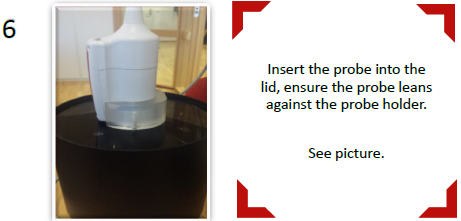 6
Insert the probe into the
lid, ensure the probe leans
against the probe holder.
See picture.